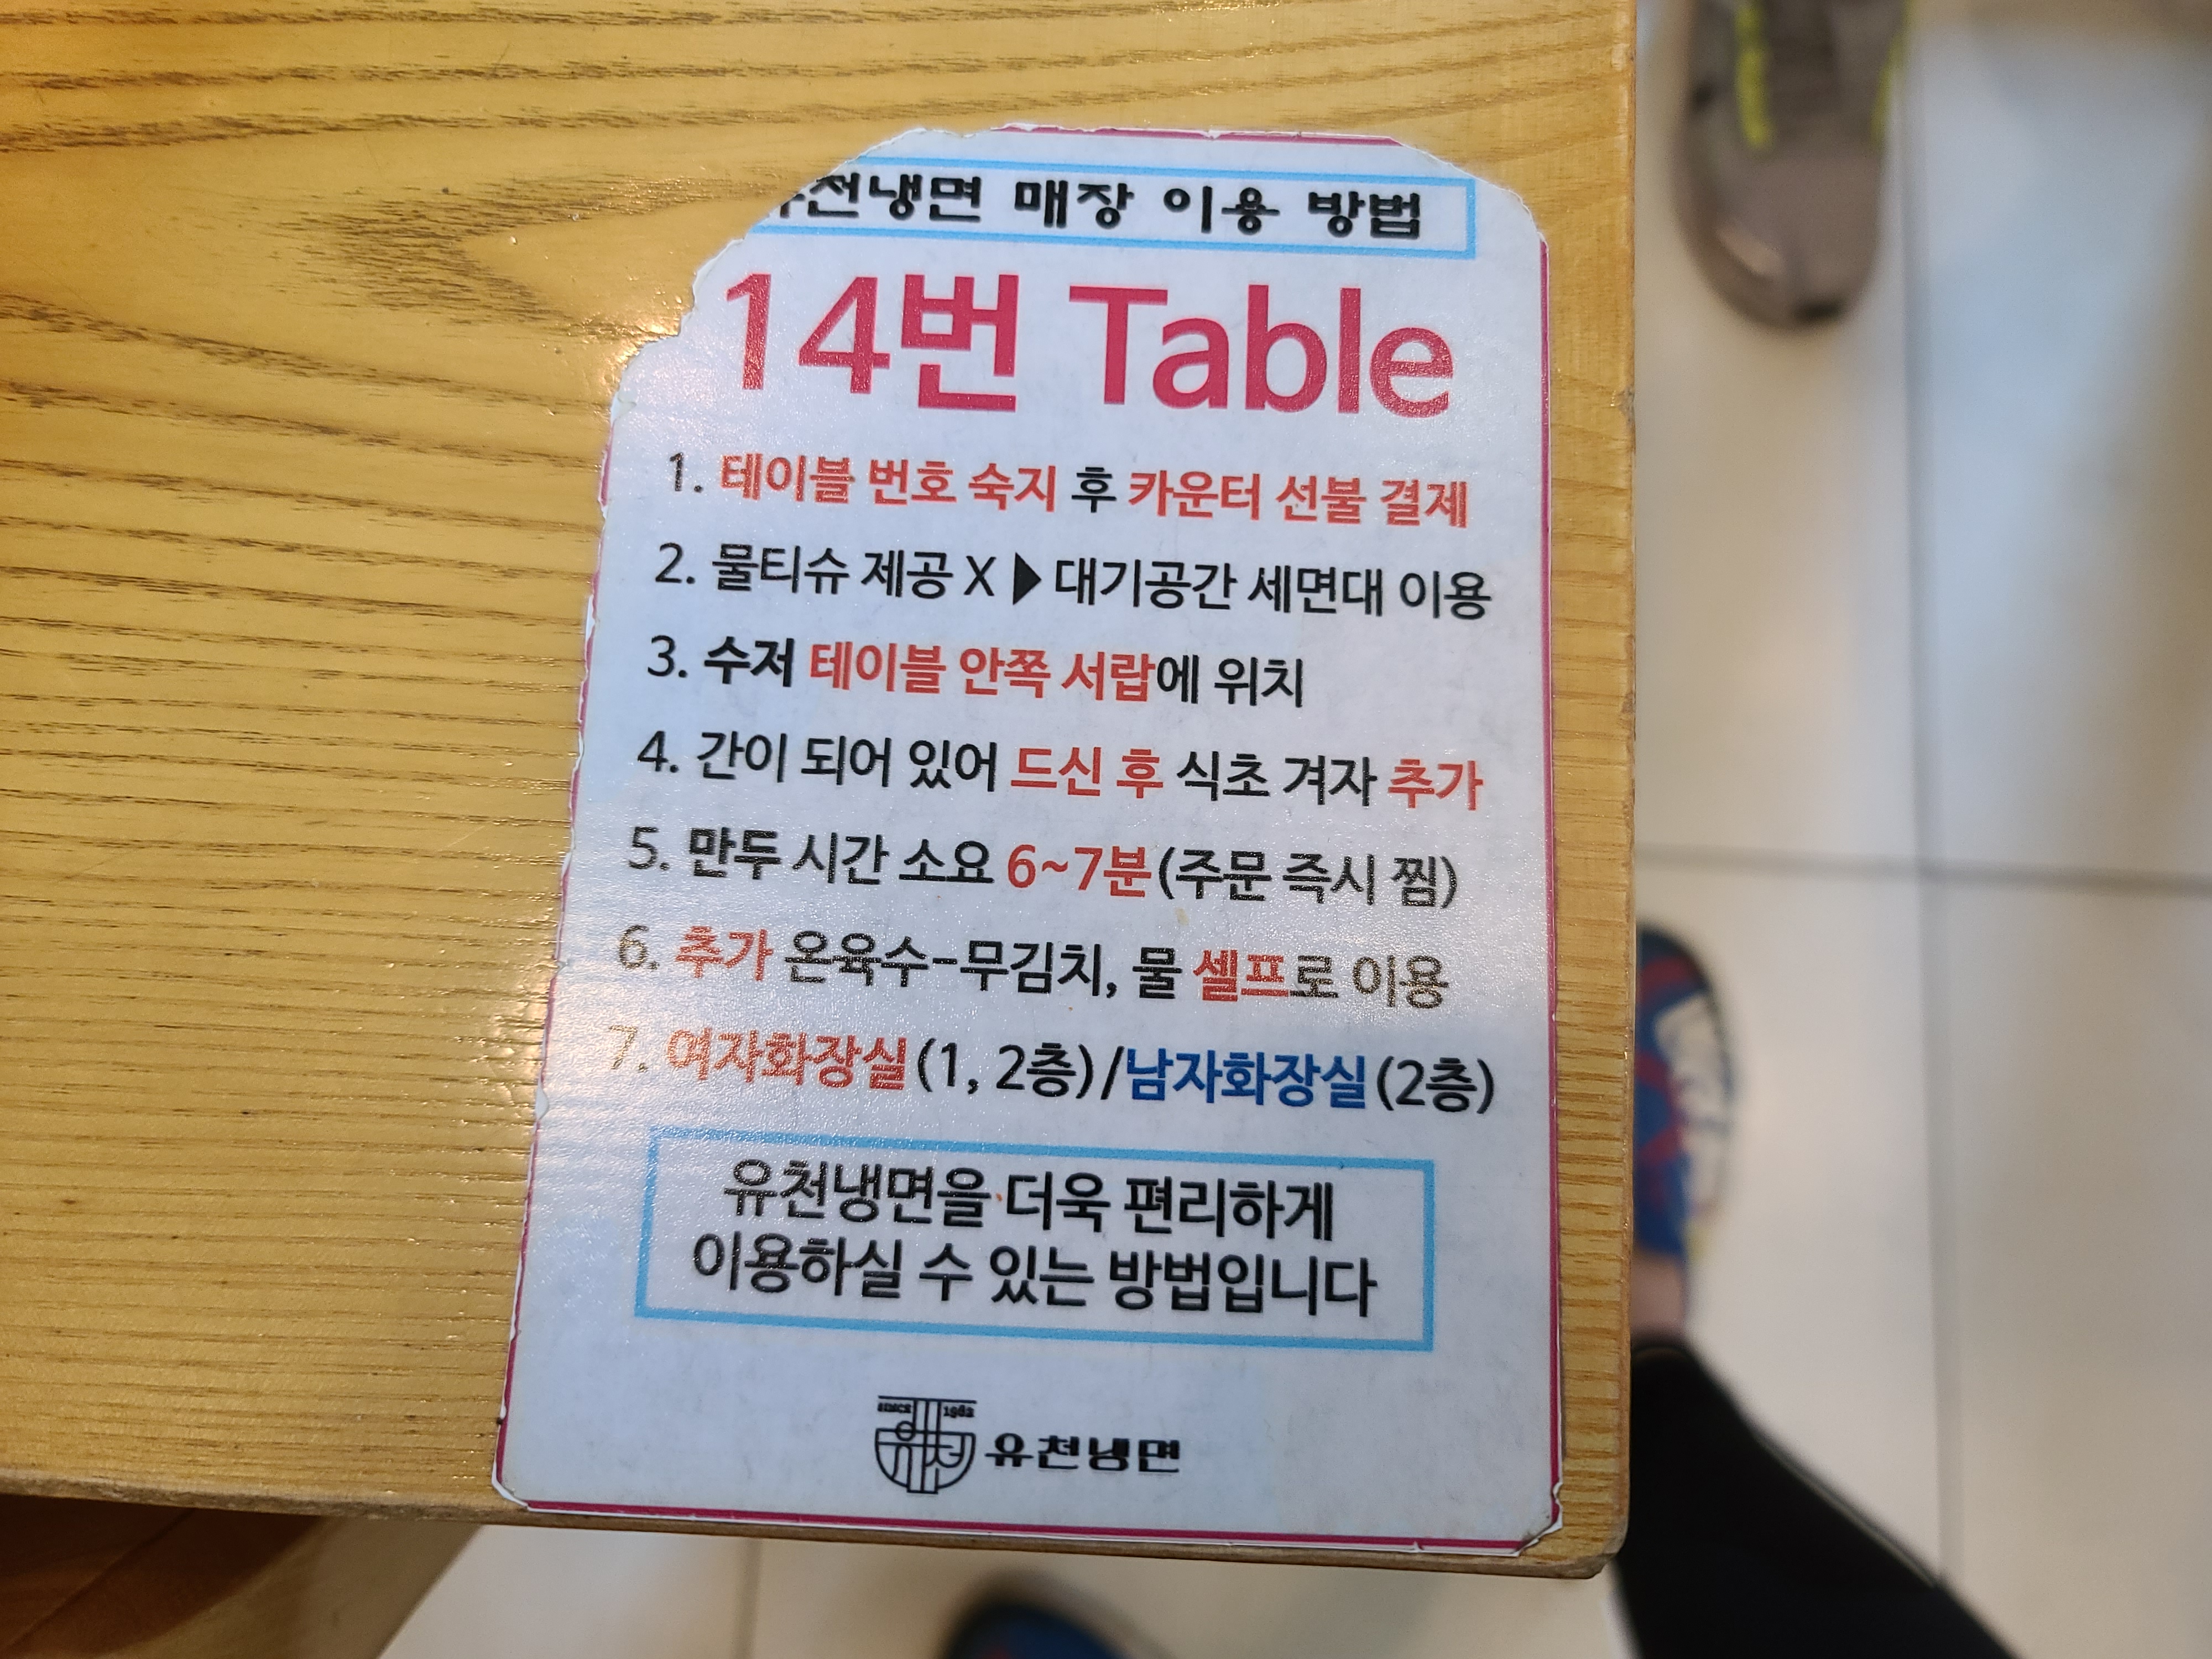 유천냉면 매장 이용 방법
14번 Table
1. 테이블 번호 숙지 후 카운터 선불 결제
2. 물티슈 제공 X ▶ 대기공간 세면대 이용
3. 수저 테이블 안쪽 서랍에 위치
4. 간이 되어 있어 드신 후 식초 겨자 추가
5. 만두 시간 소요 6~7분(주문 즉시 찜)
6. 추가 온육수-무김치, 물 셀프로 이용
7. 여자화장실(1, 2층)/남자화장실(2층)
유천냉면을 더욱 편리하게
이용하실 수 있는 방법입니다
SINCE 1982
유천냉면